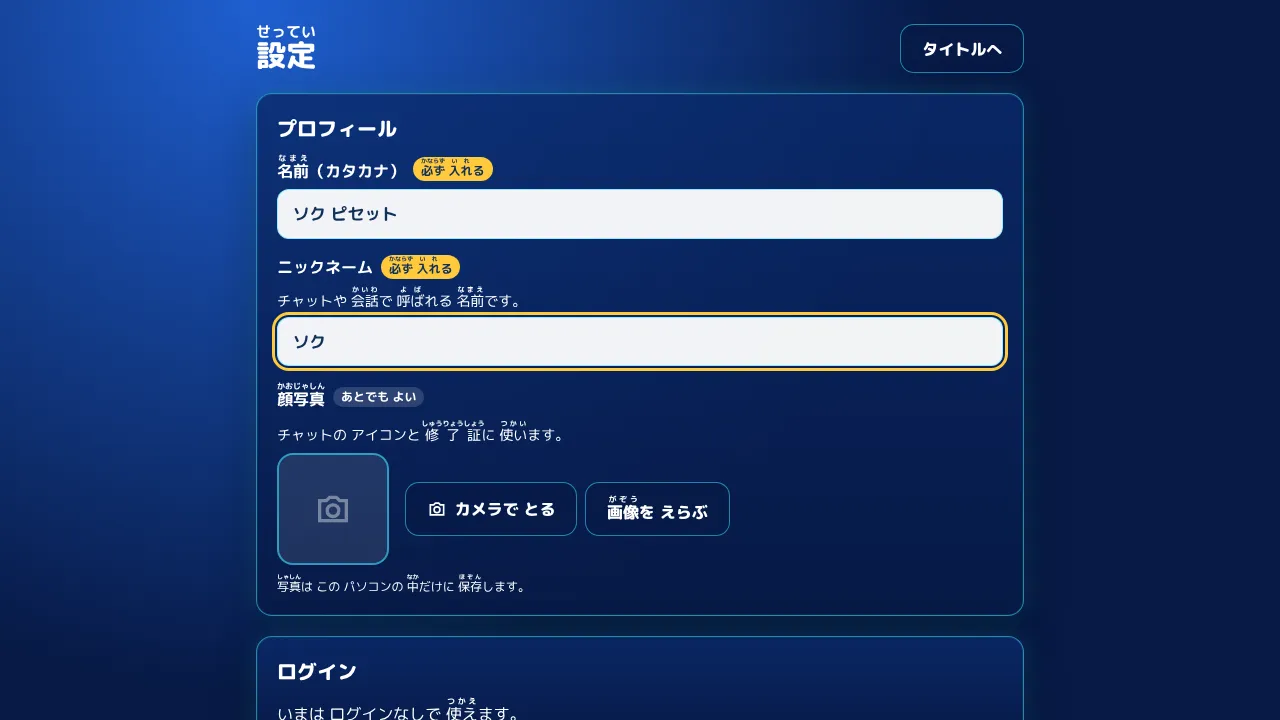 せってい
設定
タイトルへ
プロフィール
なまえ
名前（カタカナ）
かならず いれ
必ず 入れる
ソク ピセット
ニックネーム
かならず いれ
必ず 入れる
かいわ よば なまえ
チャットや 会話で 呼ばれる 名前です。
ソク
かおじゃしん
顔写真
あとでも よい
しゅうりょうしょう つかい
チャットの アイコンと 修了証に 使います。
カメラで とる
がぞう
画像を えらぶ
しゃしん なか ほぞん
写真は この パソコンの 中だけに 保存します。
ログイン
つかえ
いまは ログインなしで 使えます。